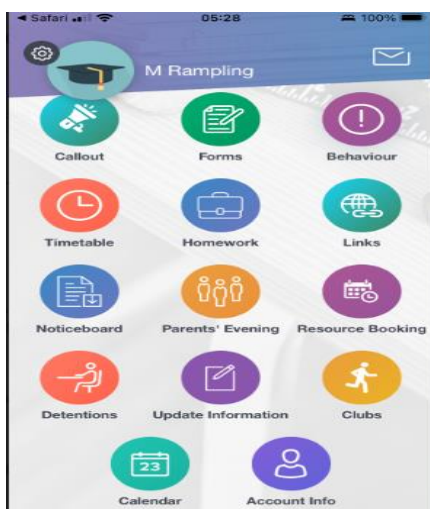 ◄ Safari 05:28 100%
M Rampling
Callout Forms Behaviour
Timetable Homework Links
Noticeboard Parents' Evening Resource Booking
Detentions Update Information Clubs
23
Calendar Account Info